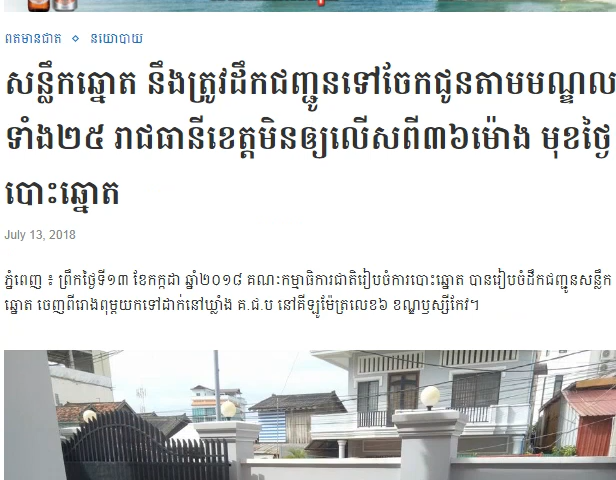 ពតមានជាត ◇ នយោបាយ
សន្លឹកឆ្នោត នឹងត្រូវដឹកជញ្ជូនទៅចែកជូនតាមមណ្ឌល
ទាំង២៥ រាជធានីខេត្តមិនឲ្យលើសពី៣៦ម៉ោង មុខថ្ងៃ
បោះឆ្នោត
July 13, 2018
ភ្នំពេញ ៖ ព្រឹកថ្ងៃទី១៣ ខែកក្កដា ឆ្នាំ២០១៨ គណៈកម្មាធិការជាតិរៀបចំការបោះឆ្នោត បានរៀបចំដឹកជញ្ជូនសន្លឹក
ឆ្នោត ចេញពីរោងពុម្ពយកទៅដាក់នៅឃ្លាំង គ.ជ.ប នៅគីឡូម៉ែត្រលេខ៦ ខណ្ឌឫស្សីកែវ។